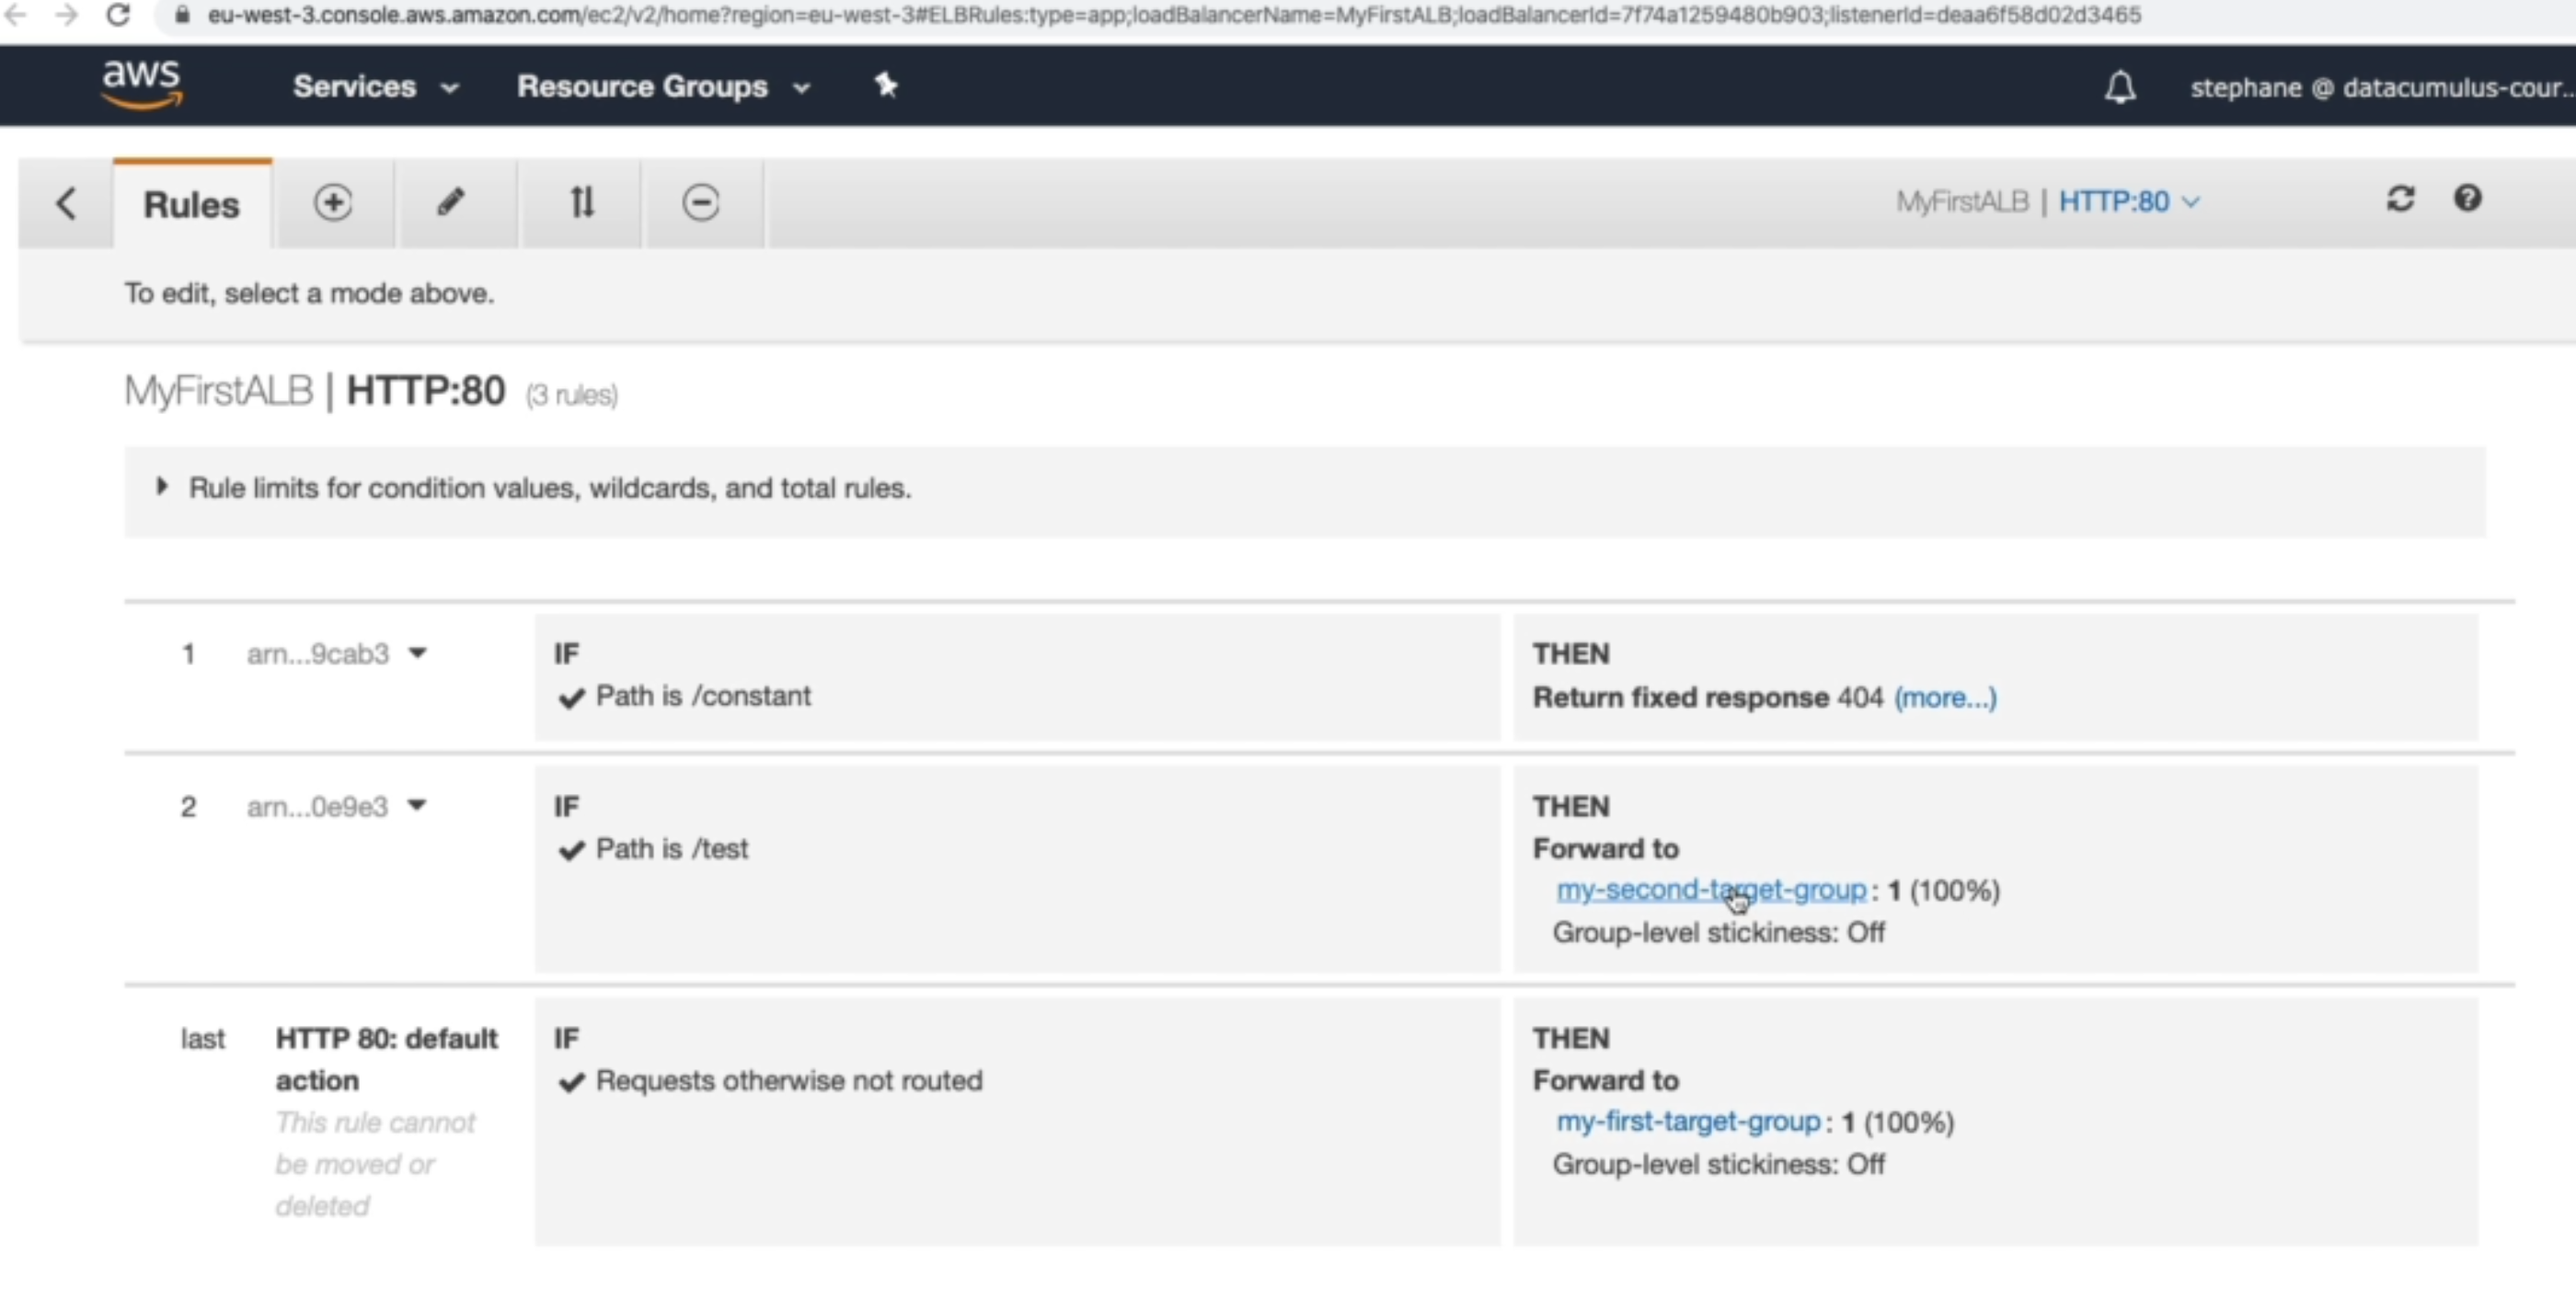 eu-west-3.console.aws.amazon.com/ec2/v2/home?region=eu-west-3#ELBRules:type=app;loadBalancerName=MyFirstALB;loadBalancerId=7f74a1259480b903;listenerId=deaa6f58d02d3465
aws Services Resource Groups stephane @ datacumulus-cour...
Rules MyFirstALB | HTTP:80
To edit, select a mode above.
MyFirstALB | HTTP:80 (3 rules)
Rule limits for condition values, wildcards, and total rules.
1 arn...9cab3 IF THEN
Path is /constant Return fixed response 404 (more...)
2 arn...0e9e3 IF THEN
Path is /test Forward to
my-second-target-group : 1 (100%)
Group-level stickiness: Off
last HTTP 80: default IF THEN
action Requests otherwise not routed Forward to
This rule cannot my-first-target-group : 1 (100%)
be moved or Group-level stickiness: Off
deleted